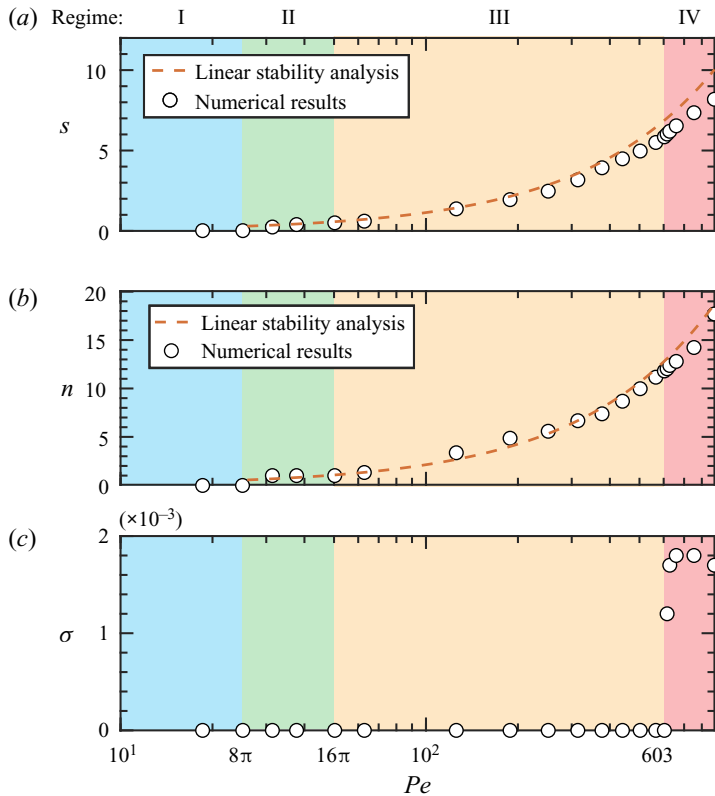 (a) Regime: I II III IV
10
5
0
s
Linear stability analysis
Numerical results
(b)
20
15
10
5
0
n
Linear stability analysis
Numerical results
(×10⁻³)
(c)
2
1
0
σ
10¹ 8π 16π 10² 603
Pe